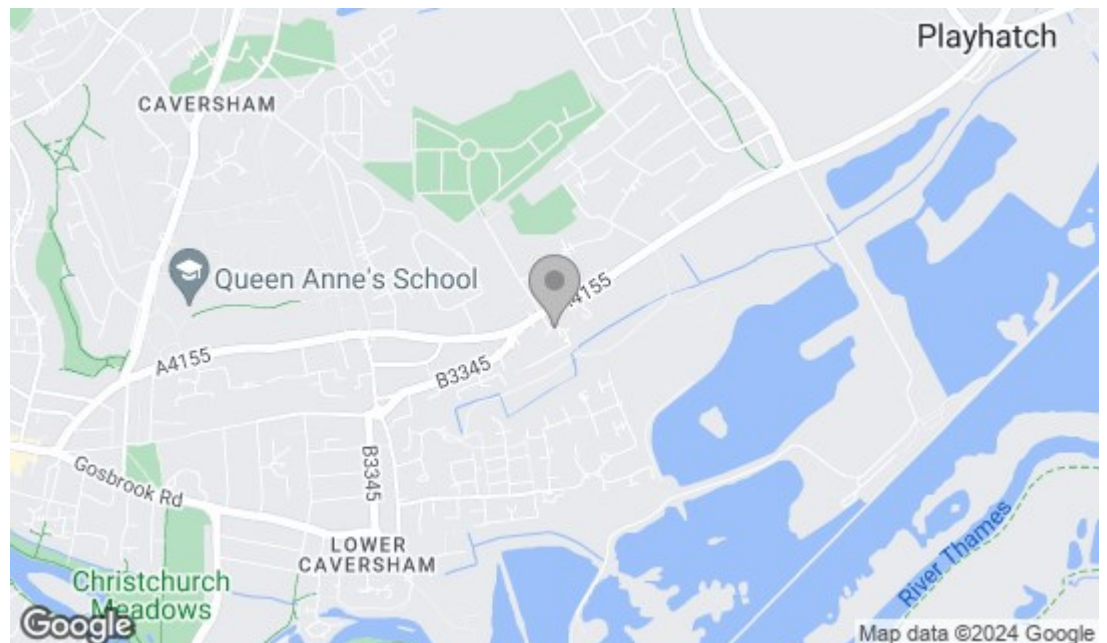 Playhatch
CAVERSHAM
Queen Anne's School
A4155
A4155
B3345
B3345
Gosbrook Rd
LOWER
CAVERSHAM
Christchurch
Meadows
River Thames
Google
Map data ©2024 Google